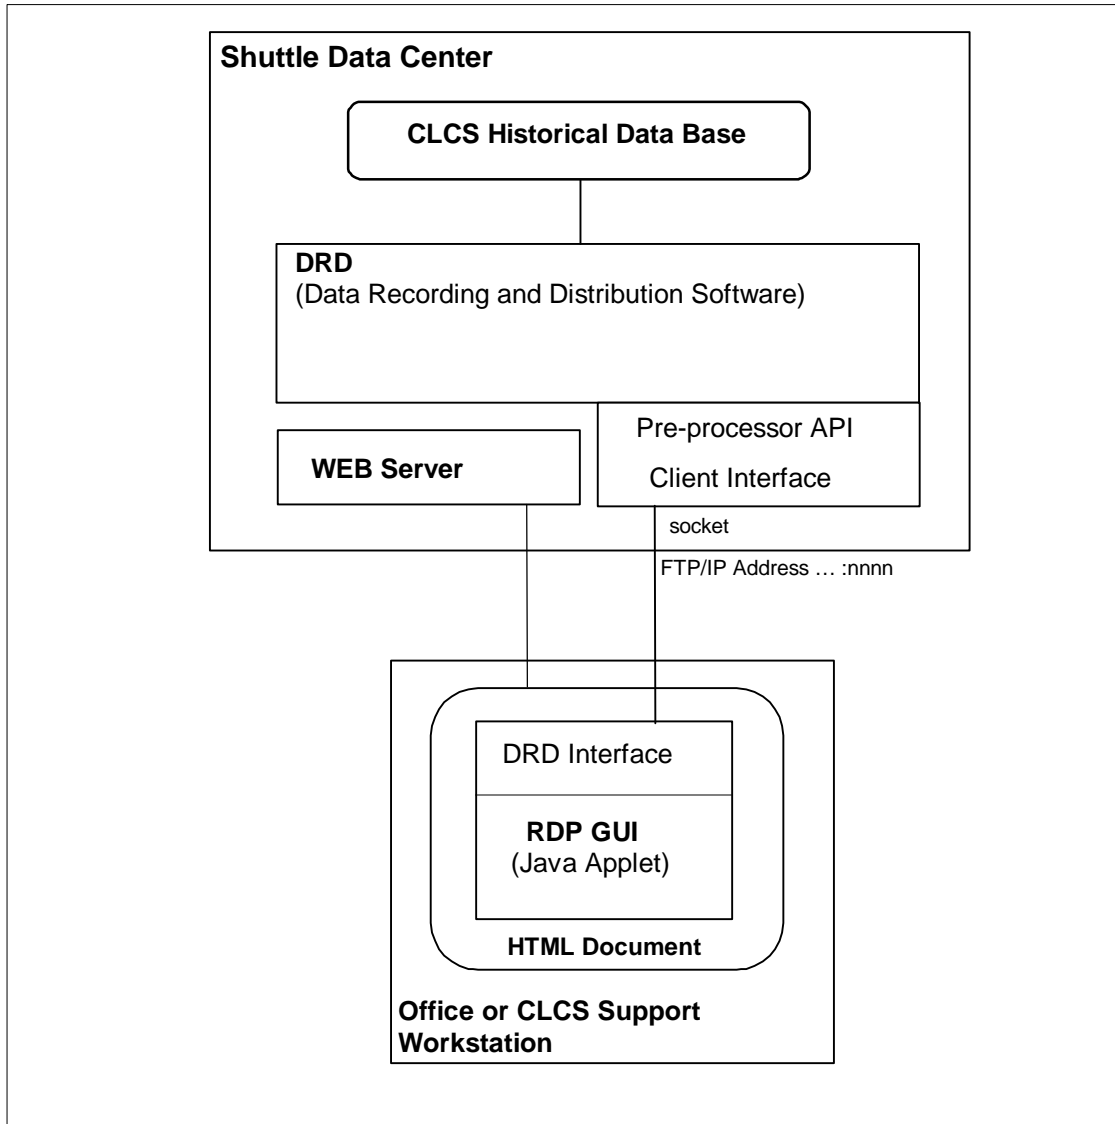 Shuttle Data Center
CLCS Historical Data Base
DRD
(Data Recording and Distribution Software)
Pre-processor API
Client Interface
WEB Server
socket
FTP/IP Address … :nnnn
DRD Interface
RDP GUI
(Java Applet)
HTML Document
Office or CLCS Support
Workstation